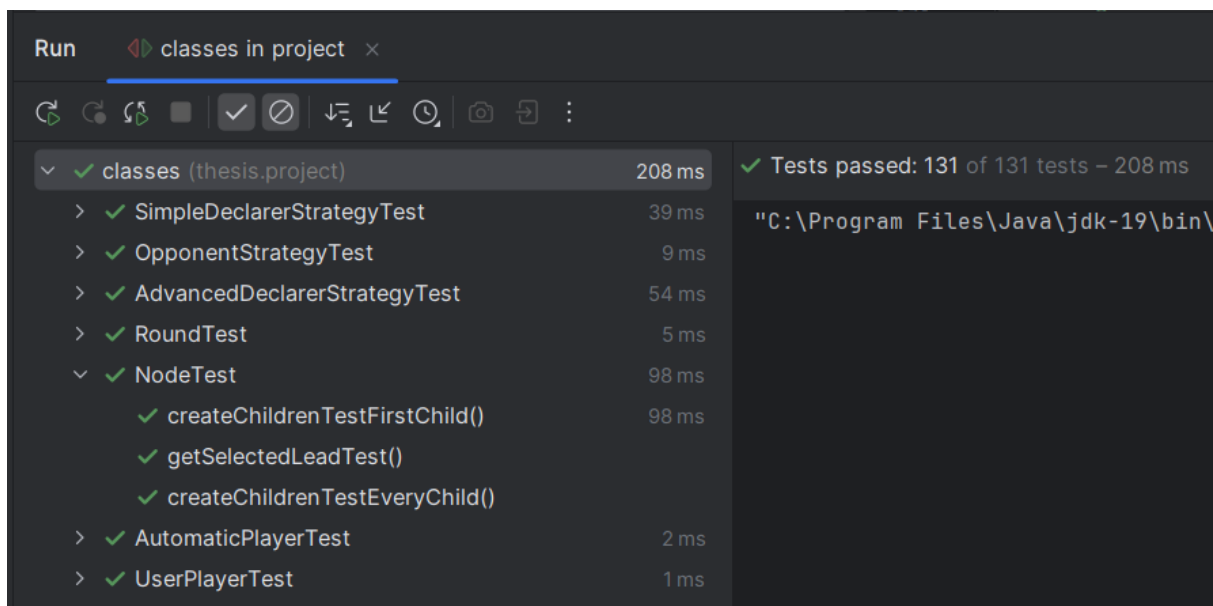 Run classes in project
classes (thesis.project) 208 ms
SimpleDeclarerStrategyTest 39 ms
OpponentStrategyTest 9 ms
AdvancedDeclarerStrategyTest 54 ms
RoundTest 5 ms
NodeTest 98 ms
createChildrenTestFirstChild() 98 ms
getSelectedLeadTest()
createChildrenTestEveryChild()
AutomaticPlayerTest 2 ms
UserPlayerTest 1 ms
Tests passed: 131 of 131 tests – 208 ms
"C:\Program Files\Java\jdk-19\bin\